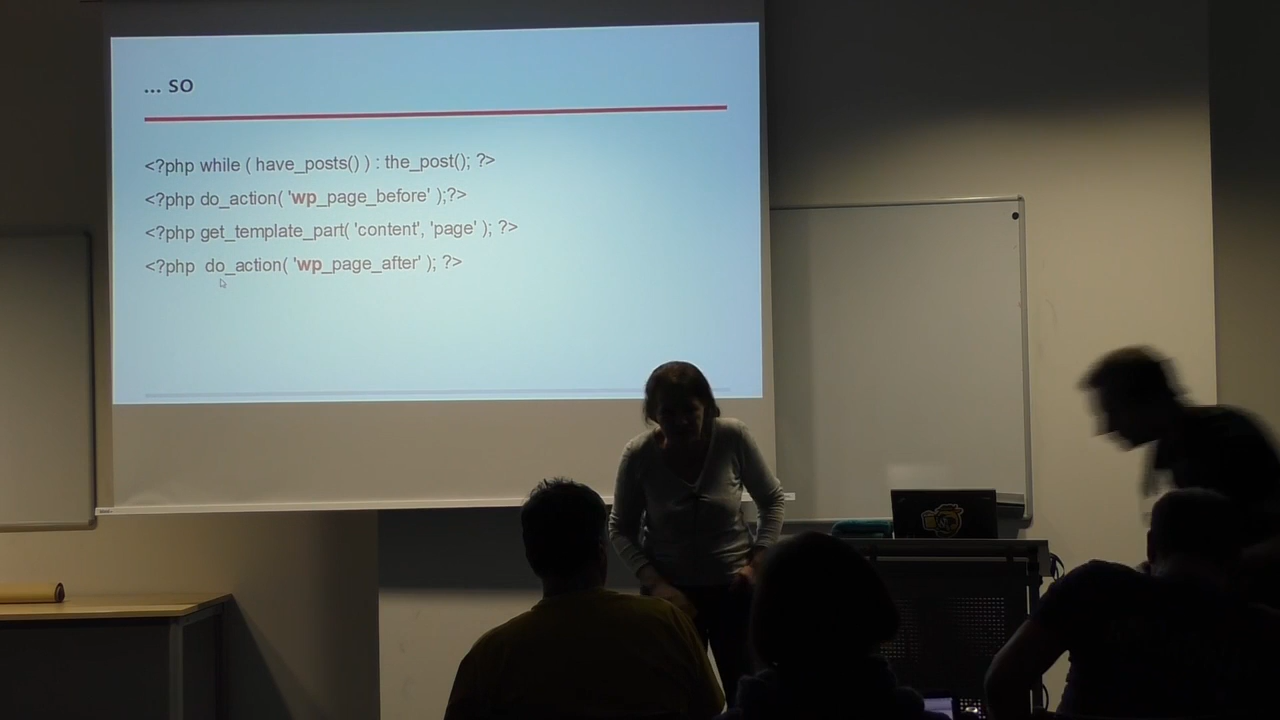 ... SO
<?php while ( have_posts() ) : the_post(); ?>
<?php do_action( 'wp_page_before' );?>
<?php get_template_part( 'content', 'page' ); ?>
<?php  do_action( 'wp_page_after' ); ?>